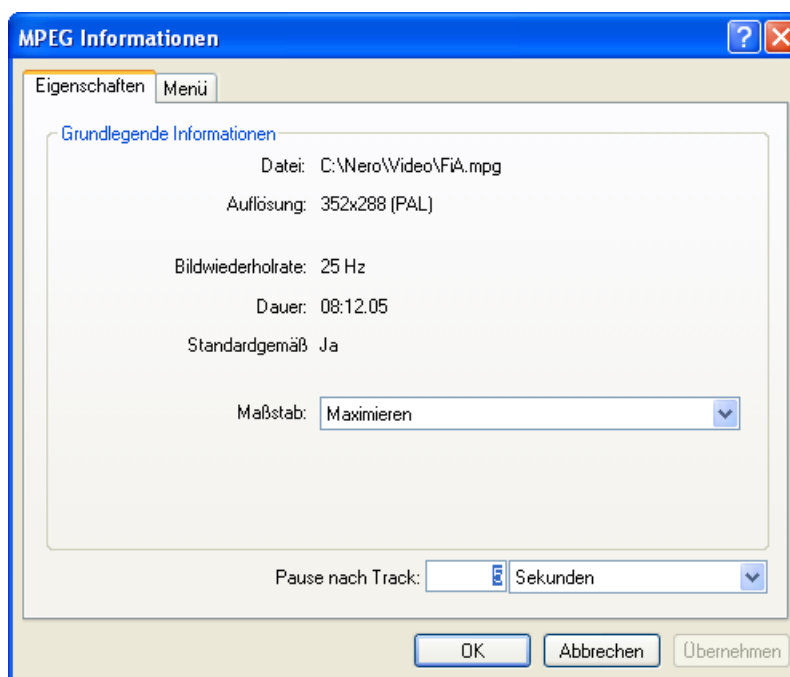 MPEG Informationen
Eigenschaften Menü
Grundlegende Informationen
Datei: C:\Nero\Video\FiA.mpg
Auflösung: 352x288 (PAL)
Bildwiederholrate: 25 Hz
Dauer: 08:12.05
Standardgemäß Ja
Maßstab: Maximieren
Pause nach Track: 5 Sekunden
OK Abbrechen Übernehmen